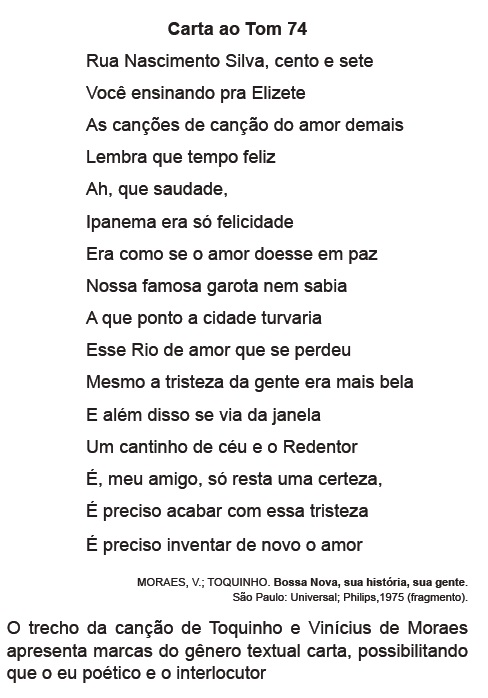 Carta ao Tom 74
Rua Nascimento Silva, cento e sete
Você ensinando pra Elizete
As canções de canção do amor demais
Lembra que tempo feliz
Ah, que saudade,
Ipanema era só felicidade
Era como se o amor doesse em paz
Nossa famosa garota nem sabia
A que ponto a cidade turvaria
Esse Rio de amor que se perdeu
Mesmo a tristeza da gente era mais bela
E além disso se via da janela
Um cantinho de céu e o Redentor
É, meu amigo, só resta uma certeza,
É preciso acabar com essa tristeza
É preciso inventar de novo o amor
MORAES, V.; TOQUINHO. Bossa Nova, sua história, sua gente.
São Paulo: Universal; Philips,1975 (fragmento).
O trecho da canção de Toquinho e Vinícius de Moraes
apresenta marcas do gênero textual carta, possibilitando
que o eu poético e o interlocutor